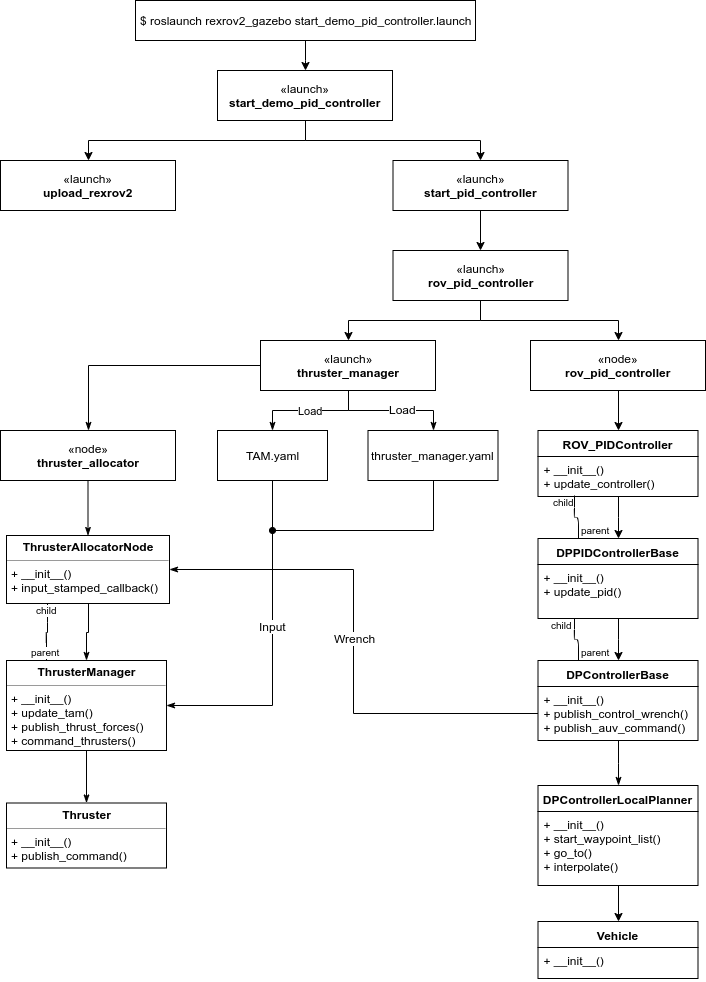 $ roslaunch rexrov2_gazebo start_demo_pid_controller.launch
«launch»
start_demo_pid_controller
«launch»
upload_rexrov2
«launch»
start_pid_controller
«launch»
rov_pid_controller
«launch»
thruster_manager
«node»
rov_pid_controller
Load
Load
«node»
thruster_allocator
TAM.yaml
thruster_manager.yaml
ROV_PIDController
+ __init__()
+ update_controller()
child
parent
ThrusterAllocatorNode
+ __init__()
+ input_stamped_callback()
child
parent
DPPIDControllerBase
+ __init__()
+ update_pid()
child
parent
Input
Wrench
ThrusterManager
+ __init__()
+ update_tam()
+ publish_thrust_forces()
+ command_thrusters()
DPControllerBase
+ __init__()
+ publish_control_wrench()
+ publish_auv_command()
Thruster
+ __init__()
+ publish_command()
DPControllerLocalPlanner
+ __init__()
+ start_waypoint_list()
+ go_to()
+ interpolate()
Vehicle
+ __init__()